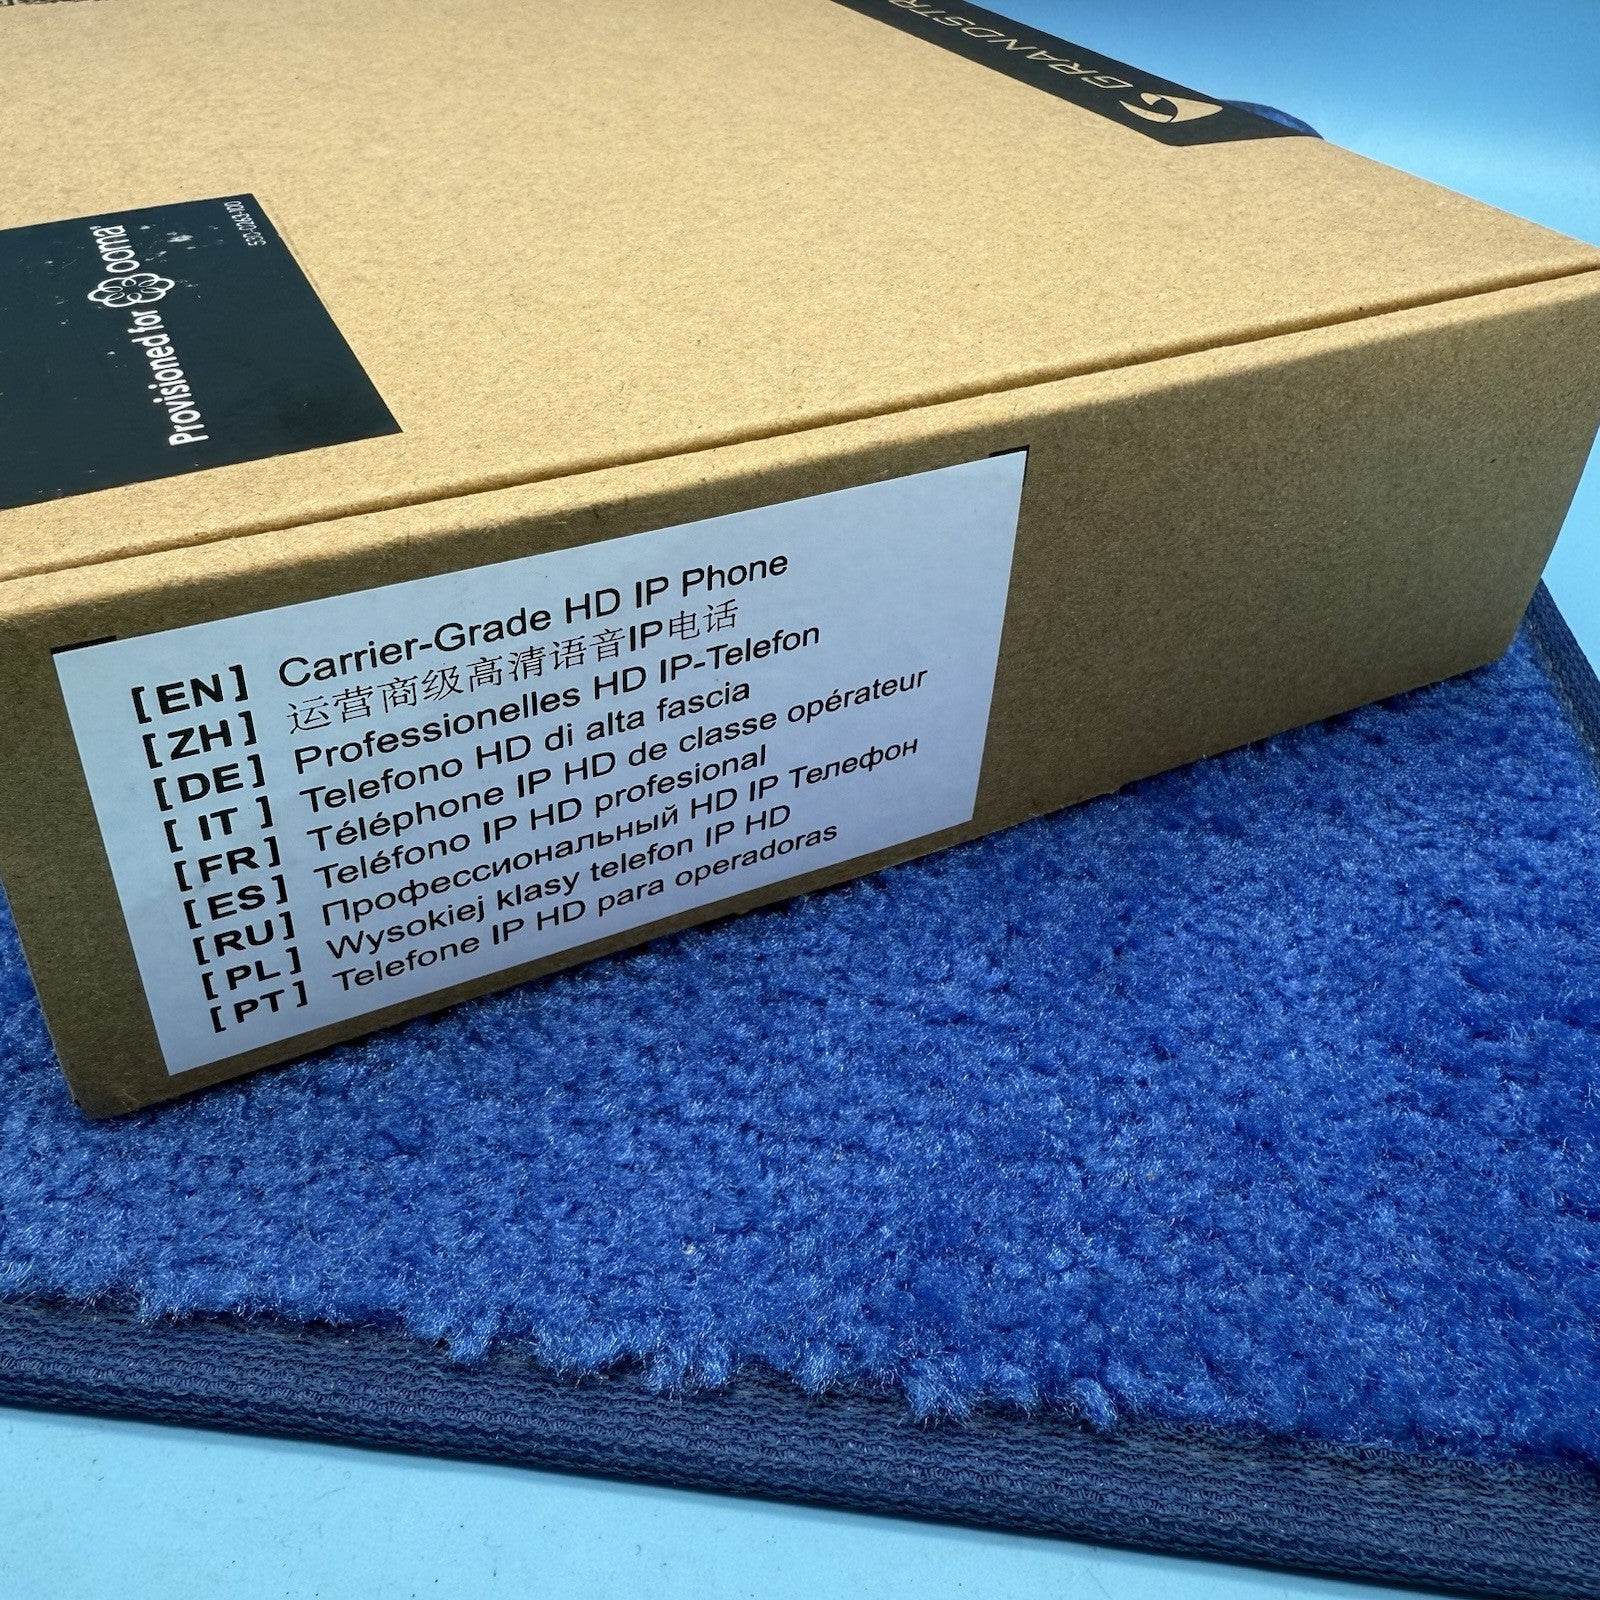 GRANDSTR
Provisioned for ooma
590-0263-100
[EN] Carrier-Grade HD IP Phone
[ZH] 运营商级高清语音IP电话
[DE] Professionelles HD IP-Telefon
[IT] Telefono HD di alta fascia
[FR] Téléphone IP HD de classe opérateur
[ES] Teléfono IP HD profesional
[RU] Профессиональный HD IP Телефон
[PL] Wysokiej klasy telefon IP HD
[PT] Telefone IP HD para operadoras